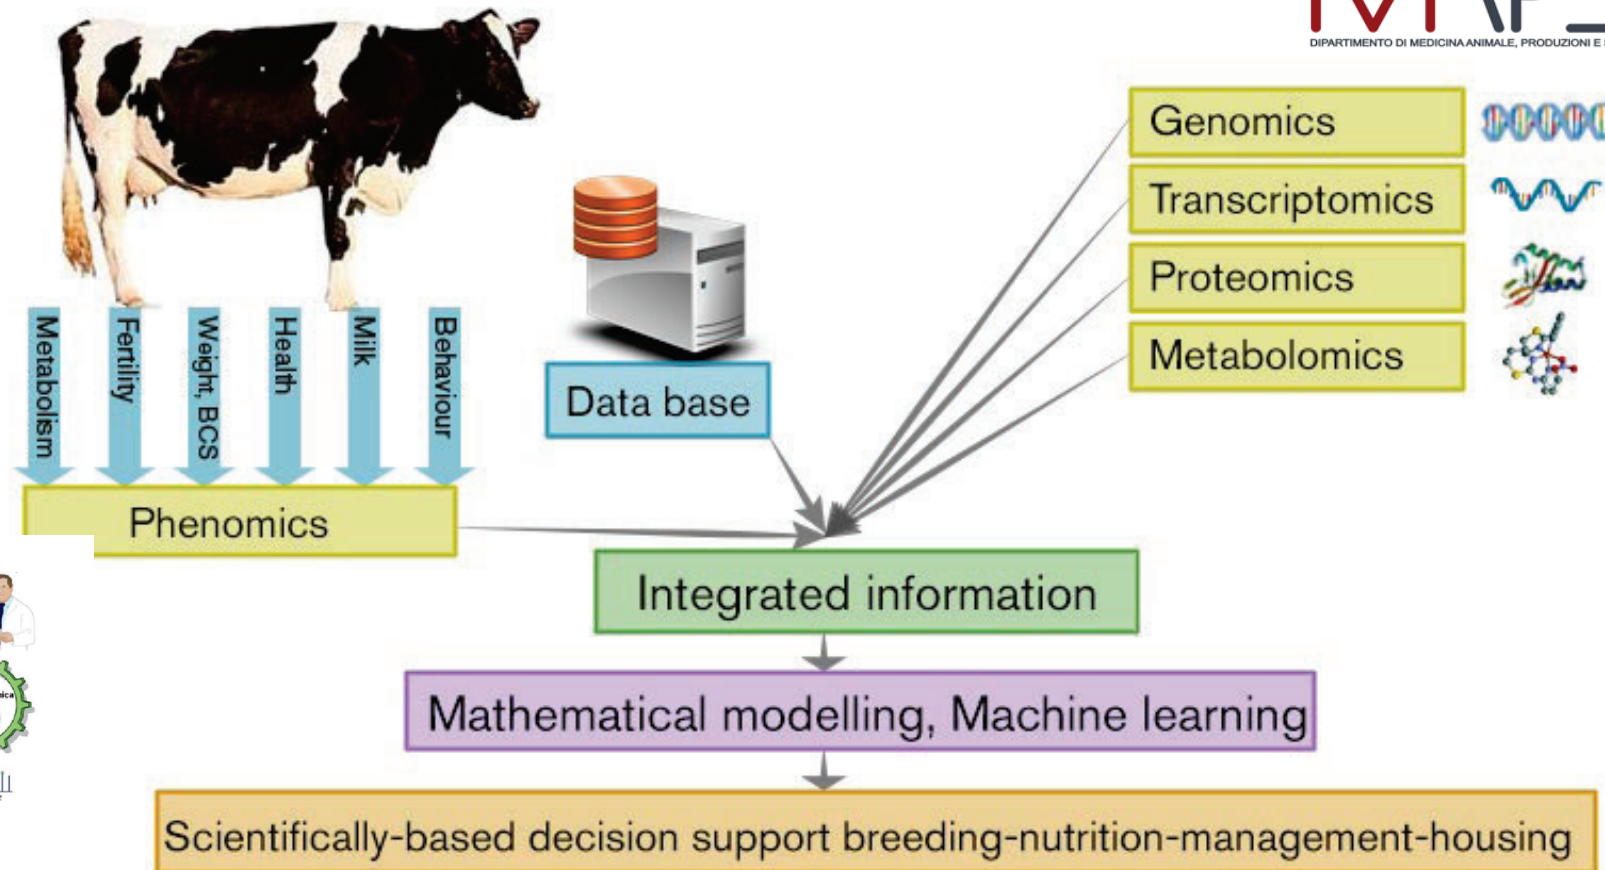 DIPARTIMENTO DI MEDICINA ANIMALE, PRODUZIONI E
Genomics
Transcriptomics
Proteomics
Metabolomics
Metabolism
Fertility
Weight, BCS
Health
Milk
Behaviour
Data base
Phenomics
Integrated information
Mathematical modelling, Machine learning
Scientifically-based decision support breeding-nutrition-management-housing